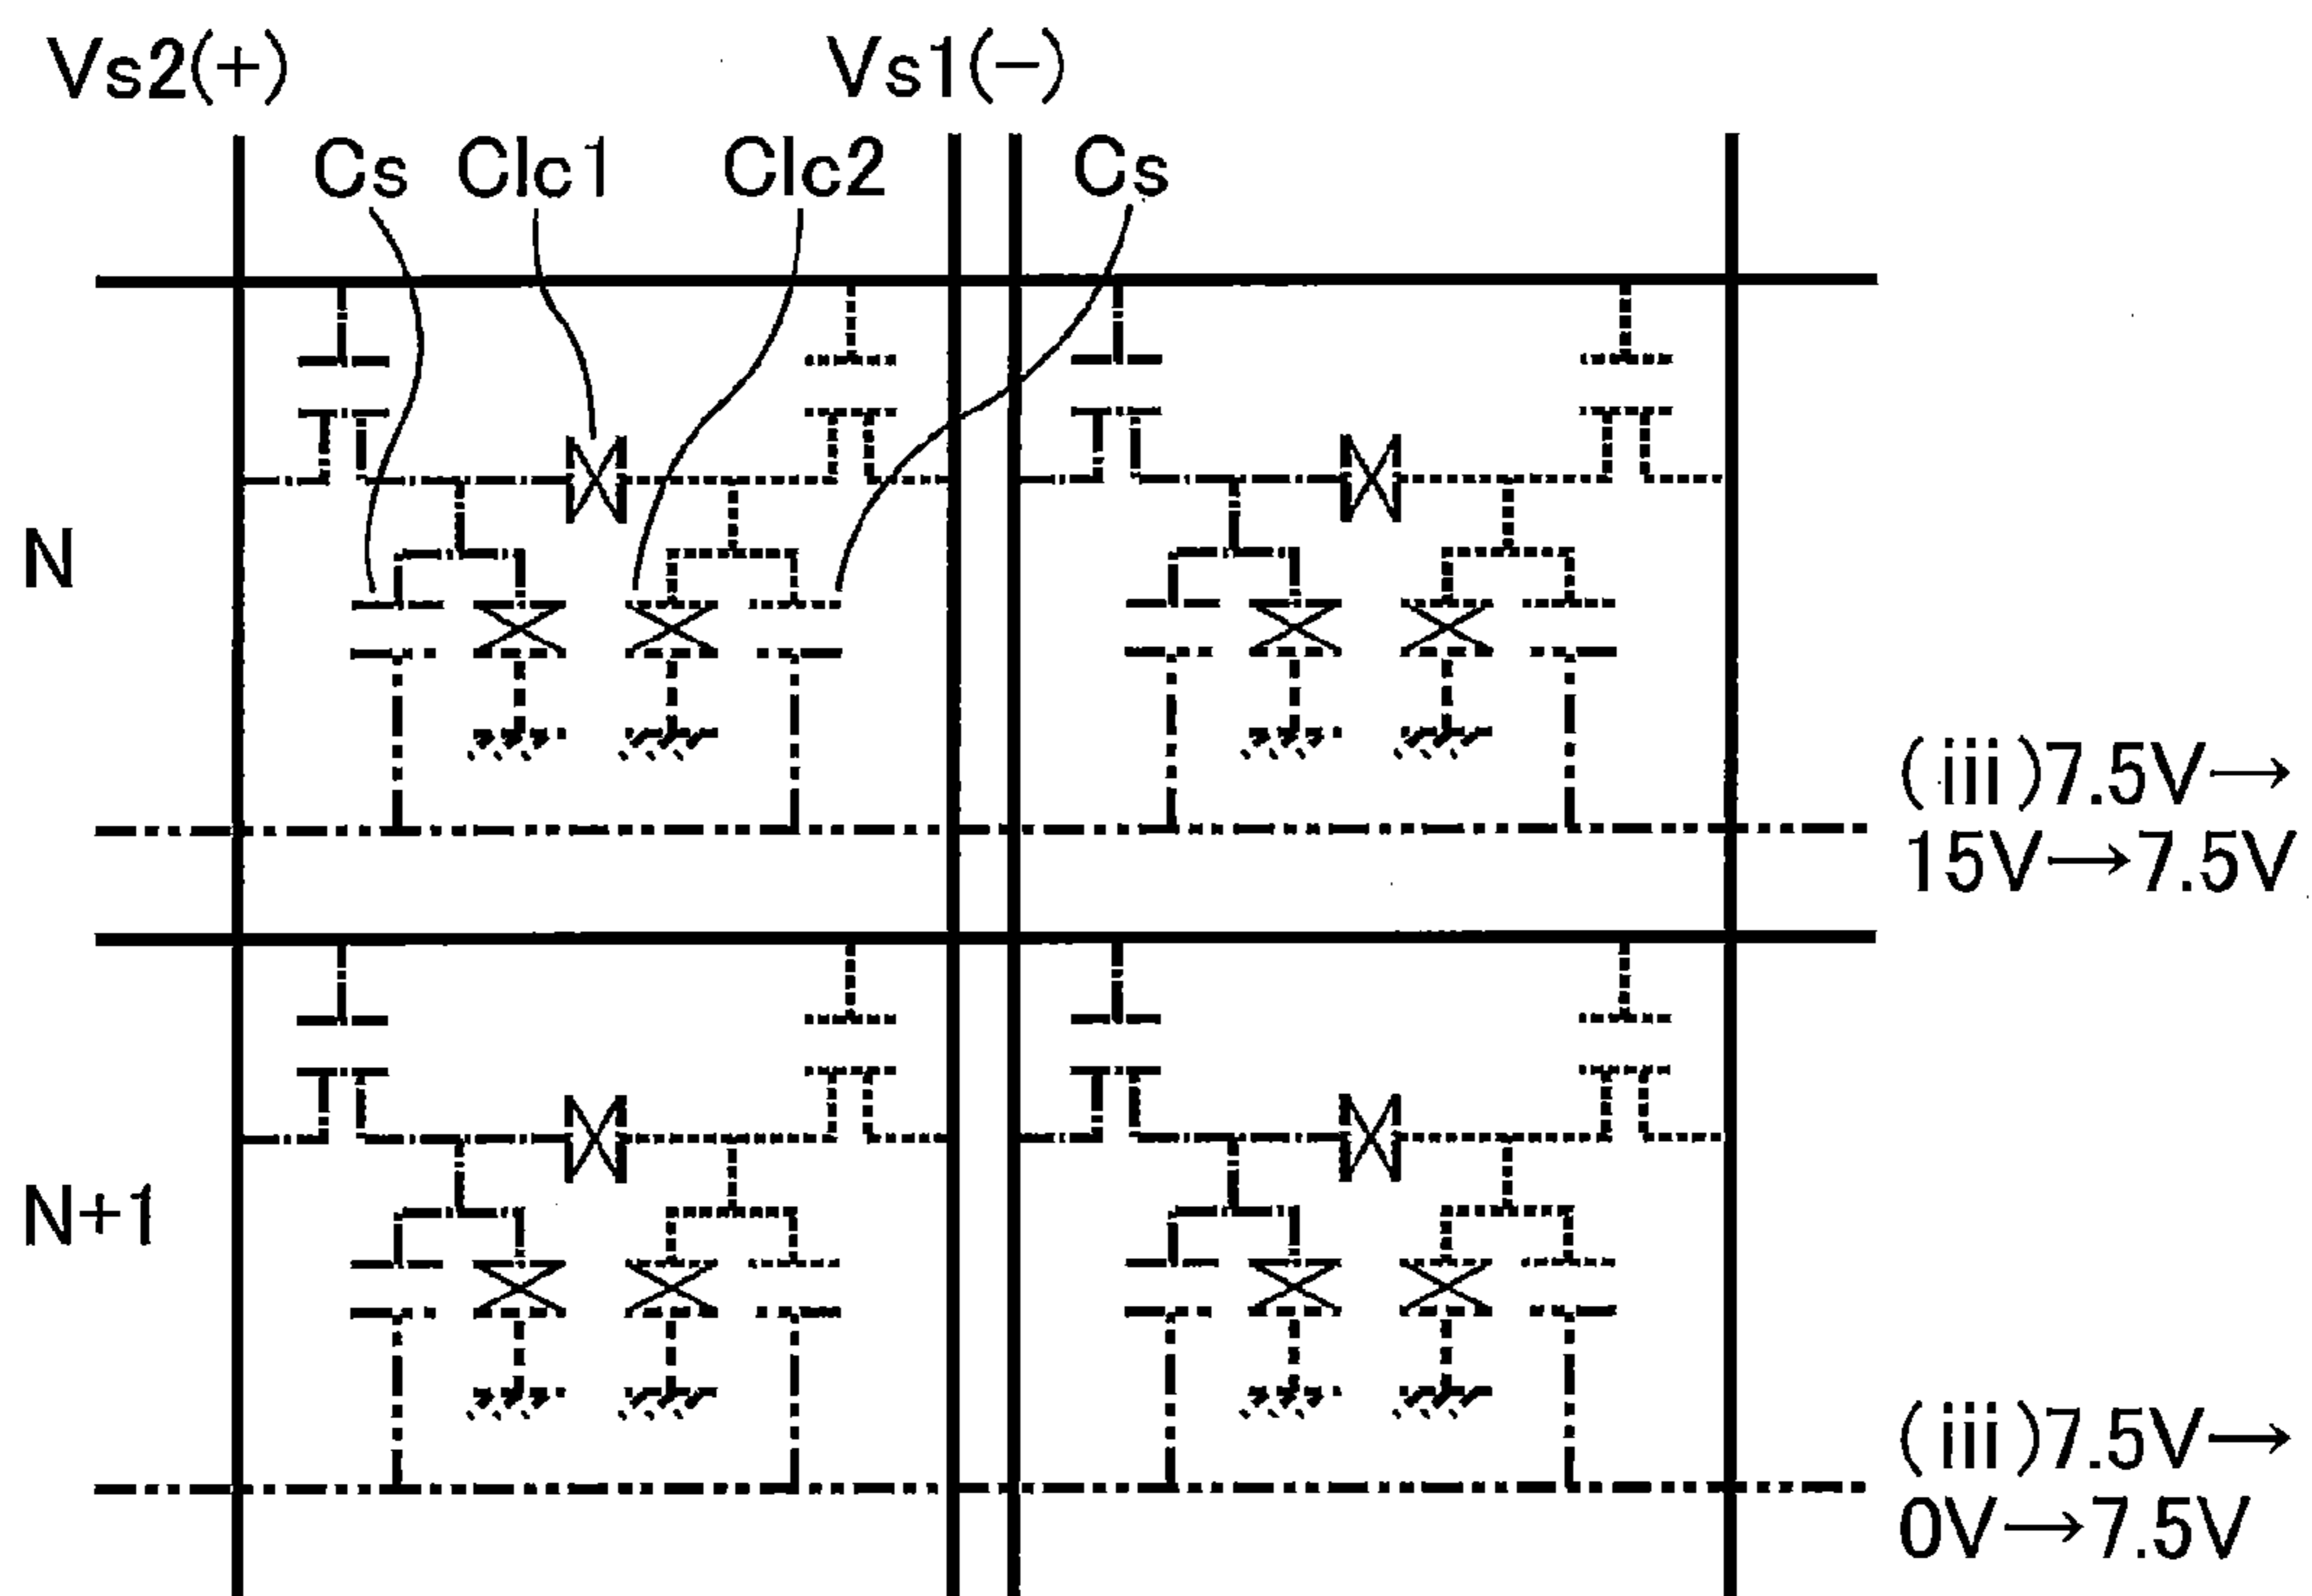 Vs2(+) Vs1(−)
Cs Clc1 Clc2 Cs
N
(iii)7.5V→
15V→7.5V
N+1
(iii)7.5V→
0V→7.5V